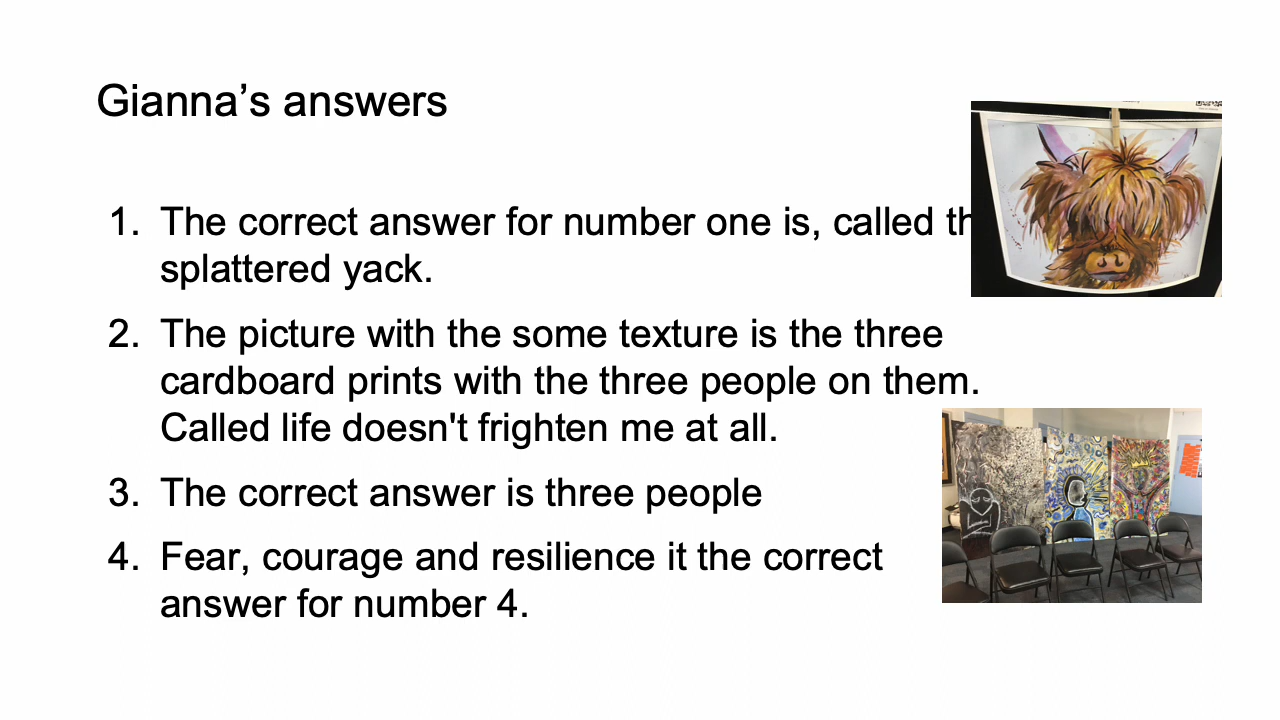 Gianna’s answers
1. The correct answer for number one is, called
splattered yack.
2. The picture with the some texture is the three
cardboard prints with the three people on them.
Called life doesn't frighten me at all.
3. The correct answer is three people
4. Fear, courage and resilience it the correct
answer for number 4.